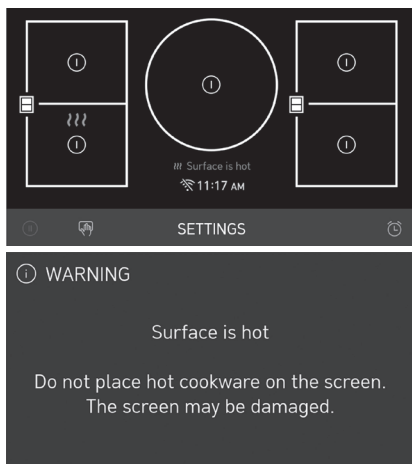 Surface is hot
11:17 AM
SETTINGS
WARNING
Surface is hot
Do not place hot cookware on the screen.
The screen may be damaged.